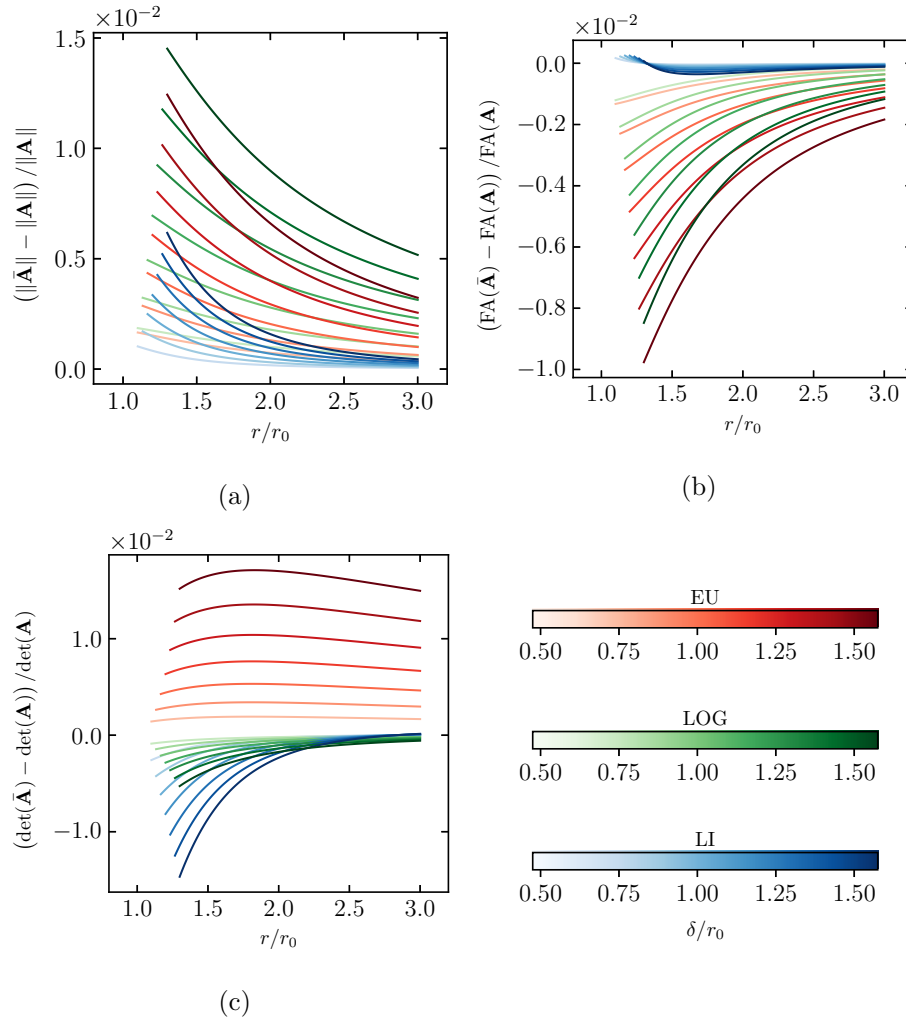 ×10⁻²
1.5
1.0
0.5
0.0
(‖Ā‖ − ‖A‖) / ‖A‖
1.0 1.5 2.0 2.5 3.0
r/r₀
(a)
×10⁻²
0.0
−0.2
−0.4
−0.6
−0.8
−1.0
(FA(Ā) − FA(A)) / FA(A)
1.0 1.5 2.0 2.5 3.0
r/r₀
(b)
×10⁻²
1.0
0.0
−1.0
(det(Ā) − det(A)) / det(A)
1.0 1.5 2.0 2.5 3.0
r/r₀
(c)
EU
0.50 0.75 1.00 1.25 1.50
LOG
0.50 0.75 1.00 1.25 1.50
LI
0.50 0.75 1.00 1.25 1.50
δ/r₀